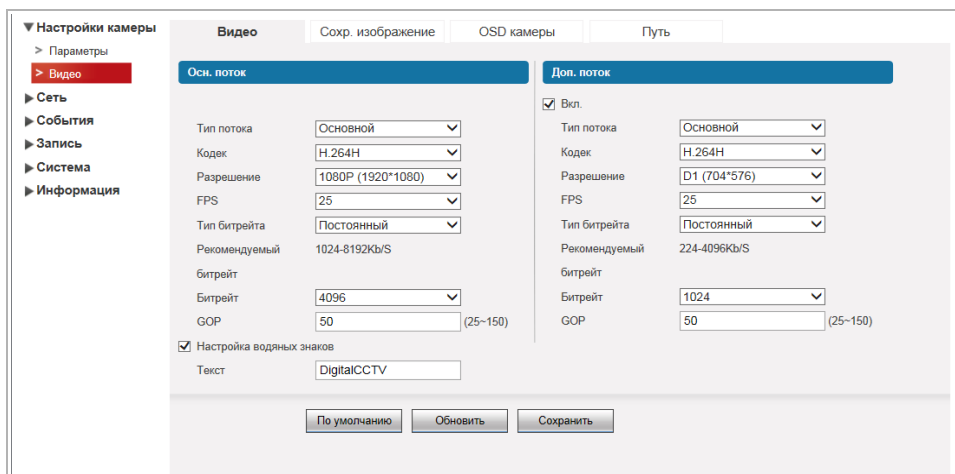 Настройки камеры
> Параметры
> Видео
Сеть
События
Запись
Система
Информация
Видео
Сохр. изображение
OSD камеры
Путь
Осн. поток
Тип потока
Основной
Кодек
H.264H
Разрешение
1080P (1920*1080)
FPS
25
Тип битрейта
Постоянный
Рекомендуемый
1024-8192Kb/S
битрейт
Битрейт
4096
GOP
50
(25~150)
Настройка водяных знаков
Текст
DigitalCCTV
Доп. поток
Вкл.
Тип потока
Основной
Кодек
H.264H
Разрешение
D1 (704*576)
FPS
25
Тип битрейта
Постоянный
Рекомендуемый
224-4096Kb/S
битрейт
Битрейт
1024
GOP
50
(25~150)
По умолчанию
Обновить
Сохранить